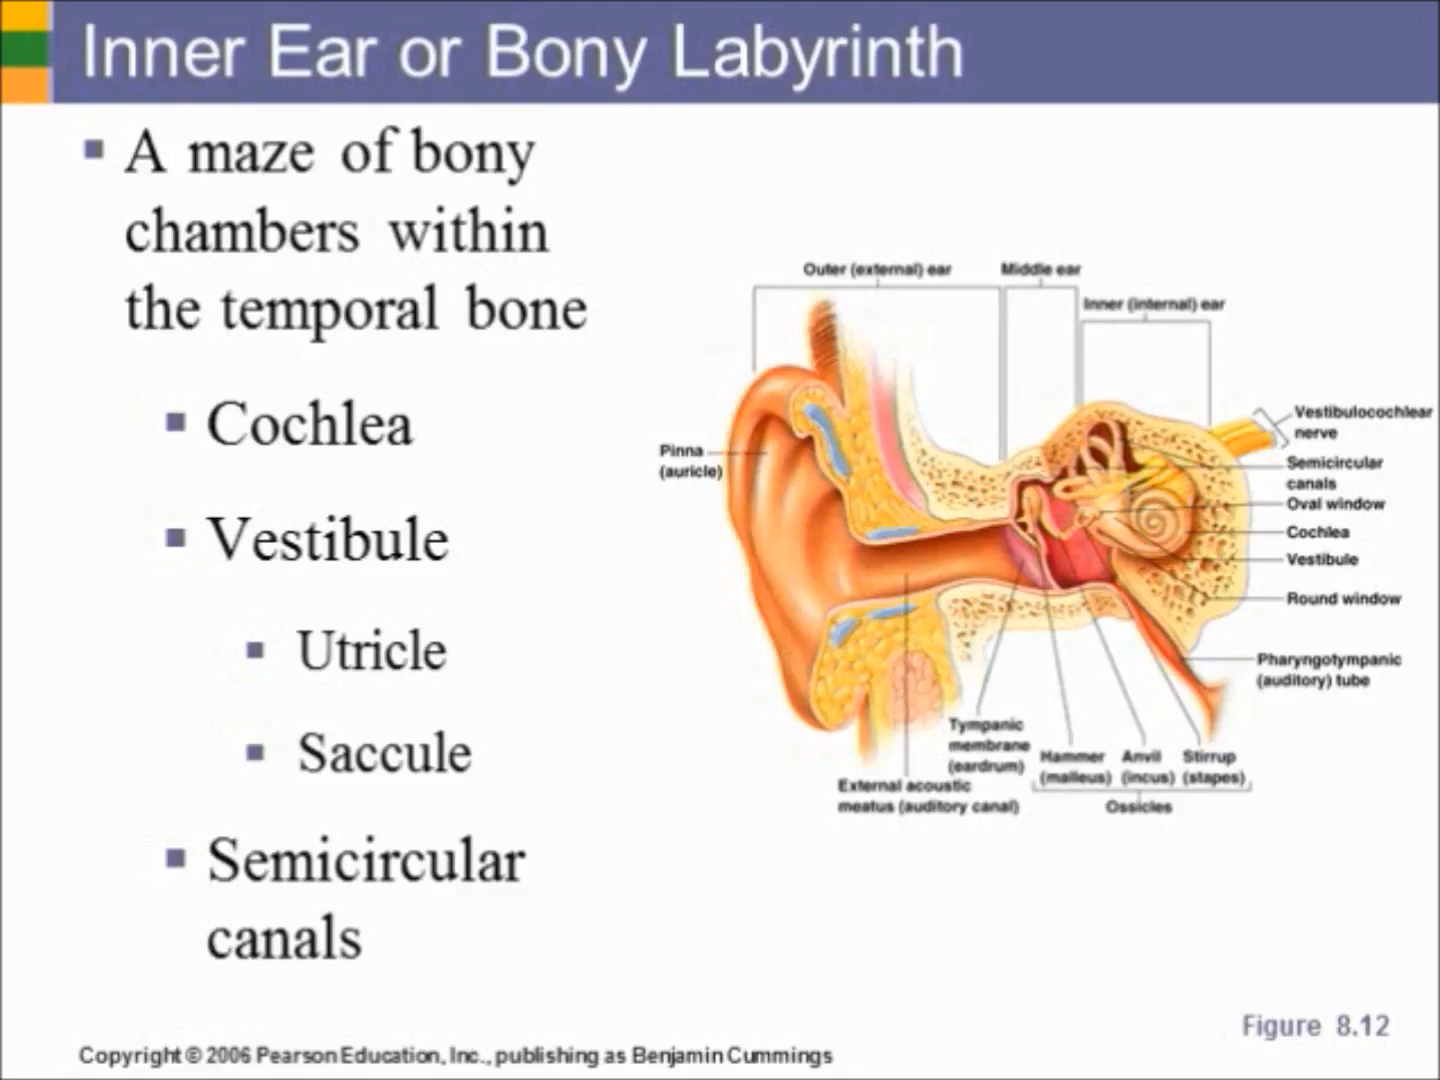 Inner Ear or Bony Labyrinth
A maze of bony
chambers within
the temporal bone
Cochlea
Vestibule
Utricle
Saccule
Semicircular
canals
Outer (external) ear
Middle ear
Inner (internal) ear
Pinna
(auricle)
Vestibulocochlear
nerve
Semicircular
canals
Oval window
Cochlea
Vestibule
Round window
Pharyngotympanic
(auditory) tube
Tympanic
membrane
(eardrum)
Hammer
(malleus)
Anvil
(incus)
Stirrup
(stapes)
Ossicles
External acoustic
meatus (auditory canal)
Figure 8.12
Copyright © 2006 Pearson Education, Inc., publishing as Benjamin Cummings